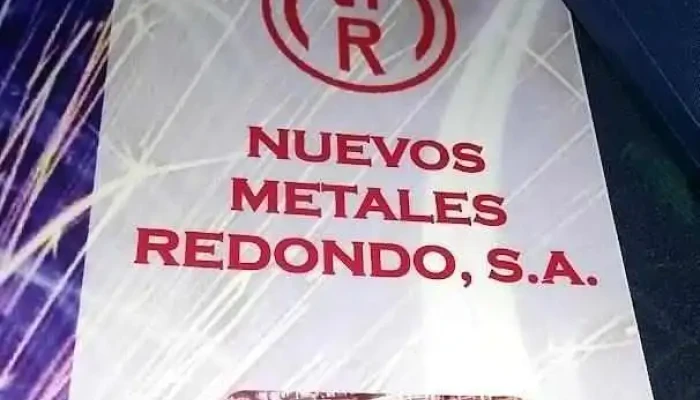 R
NUEVOS
METALES
REDONDO, S.A.